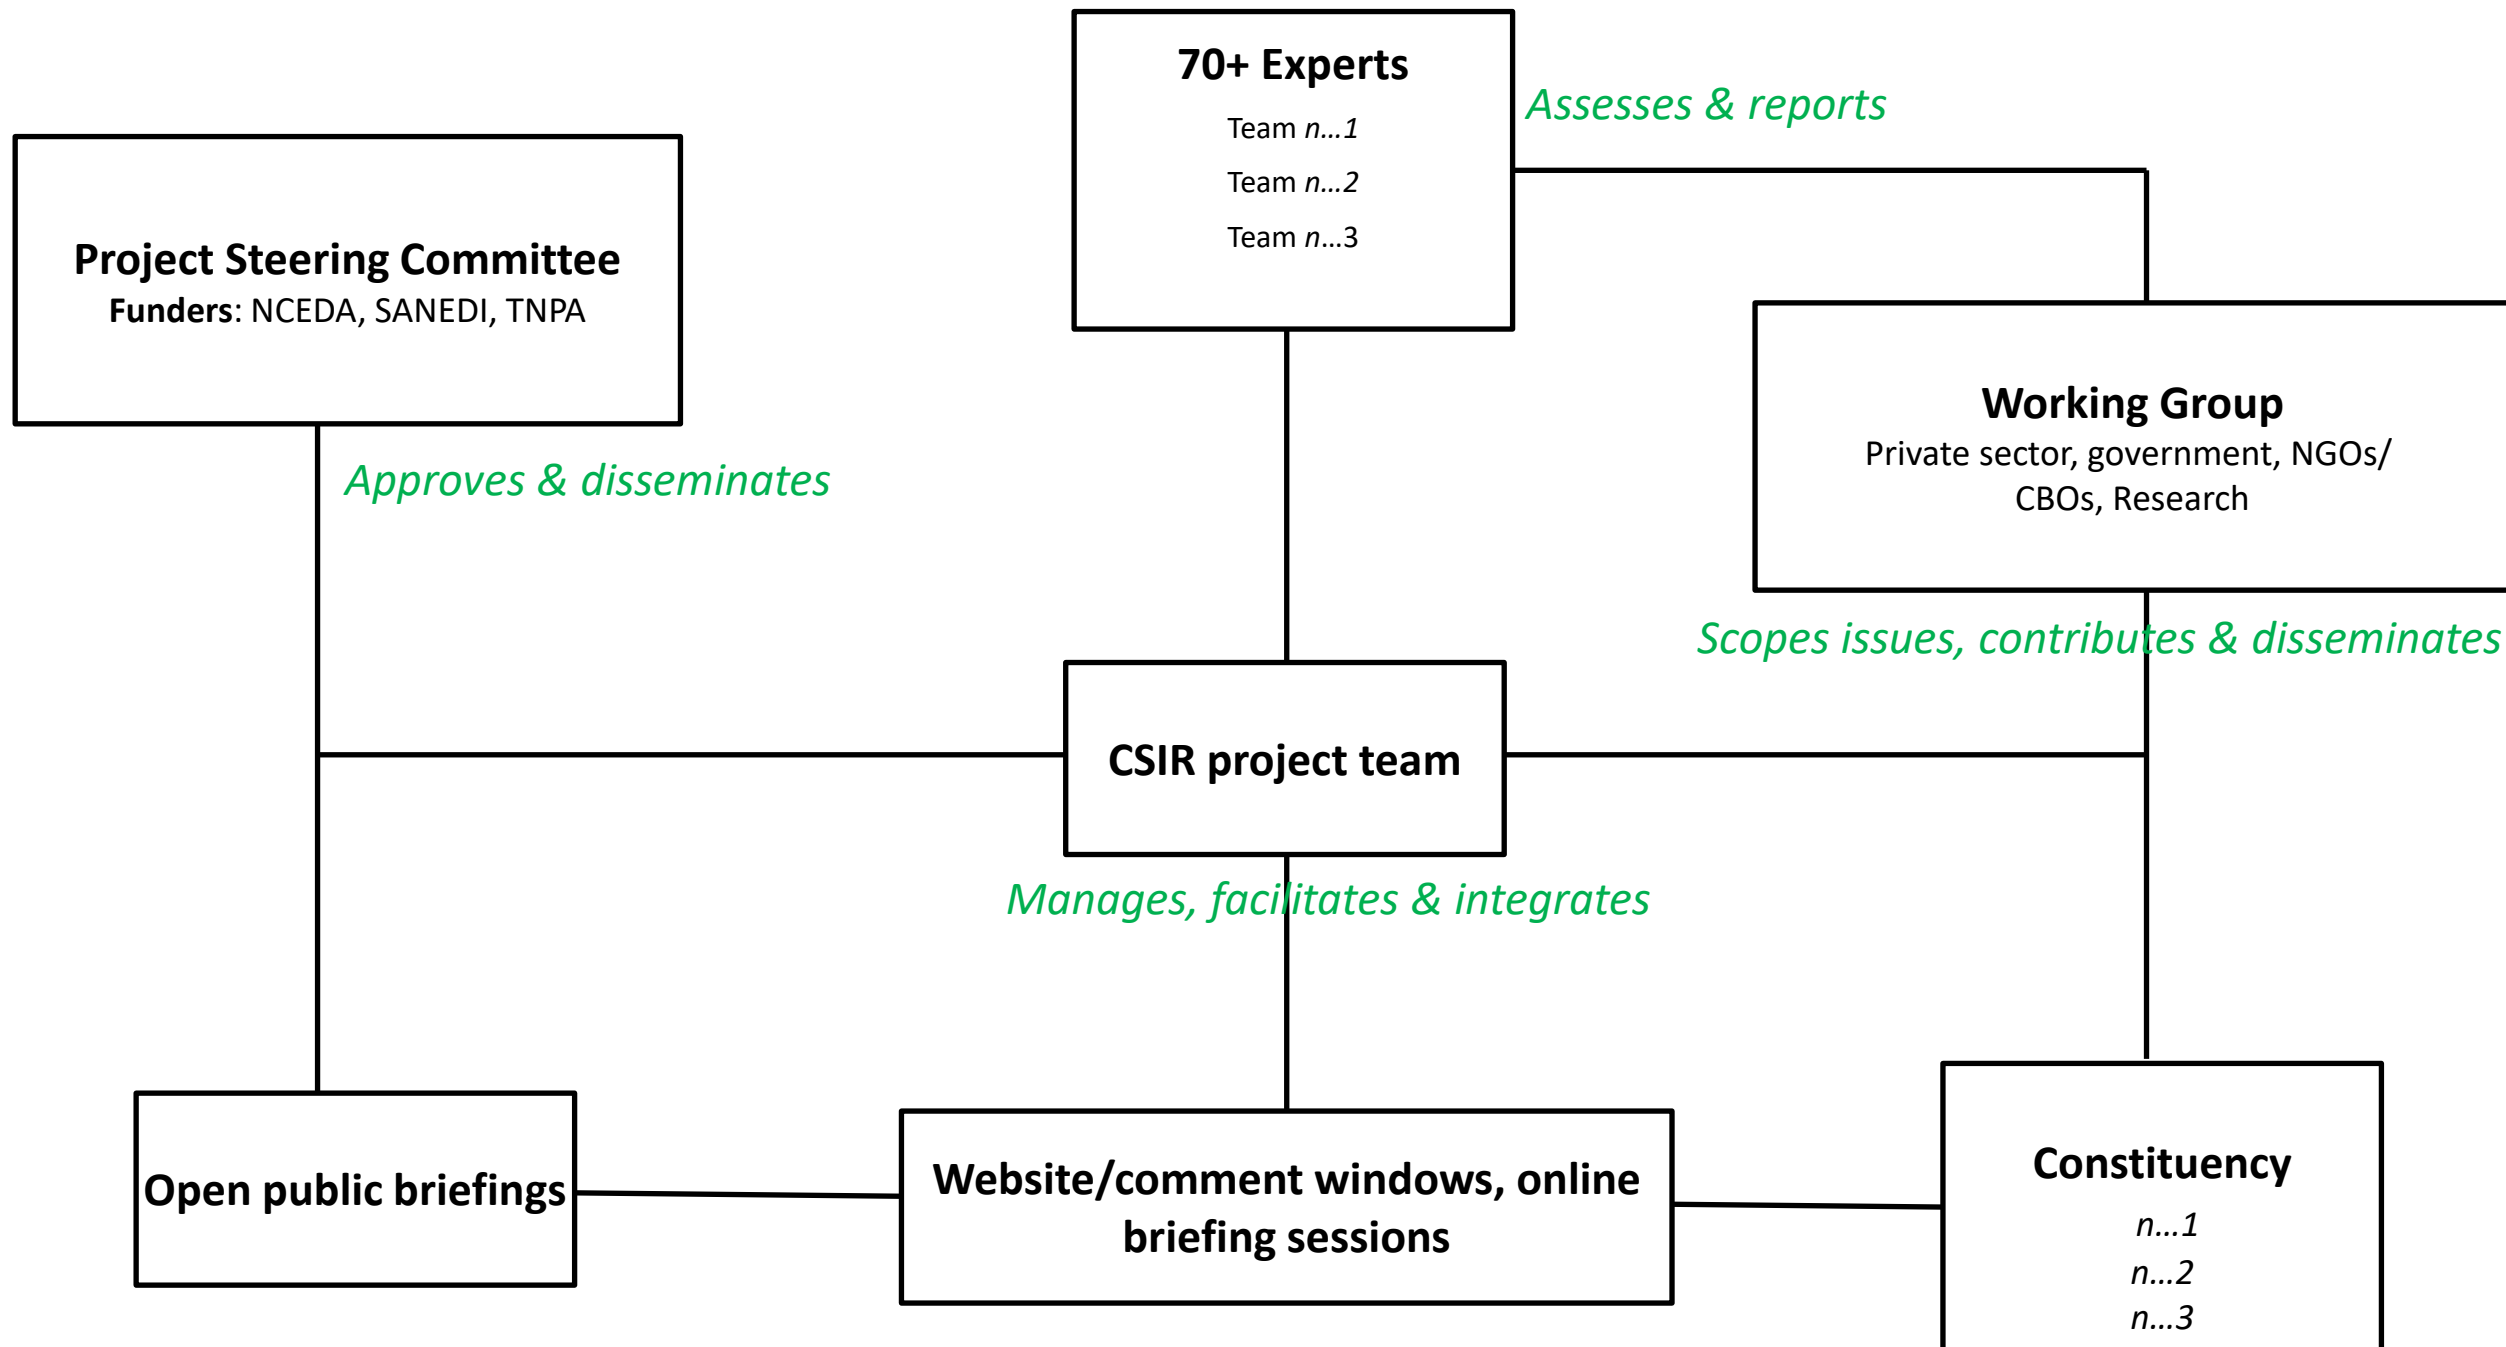 70+ Experts
Team n...1
Team n...2
Team n...3
Assesses & reports
Project Steering Committee
Funders: NCEDA, SANEDI, TNPA
Approves & disseminates
Working Group
Private sector, government, NGOs/
CBOs, Research
Scopes issues, contributes & disseminates
CSIR project team
Manages, facilitates & integrates
Open public briefings
Website/comment windows, online
briefing sessions
Constituency
n...1
n...2
n...3